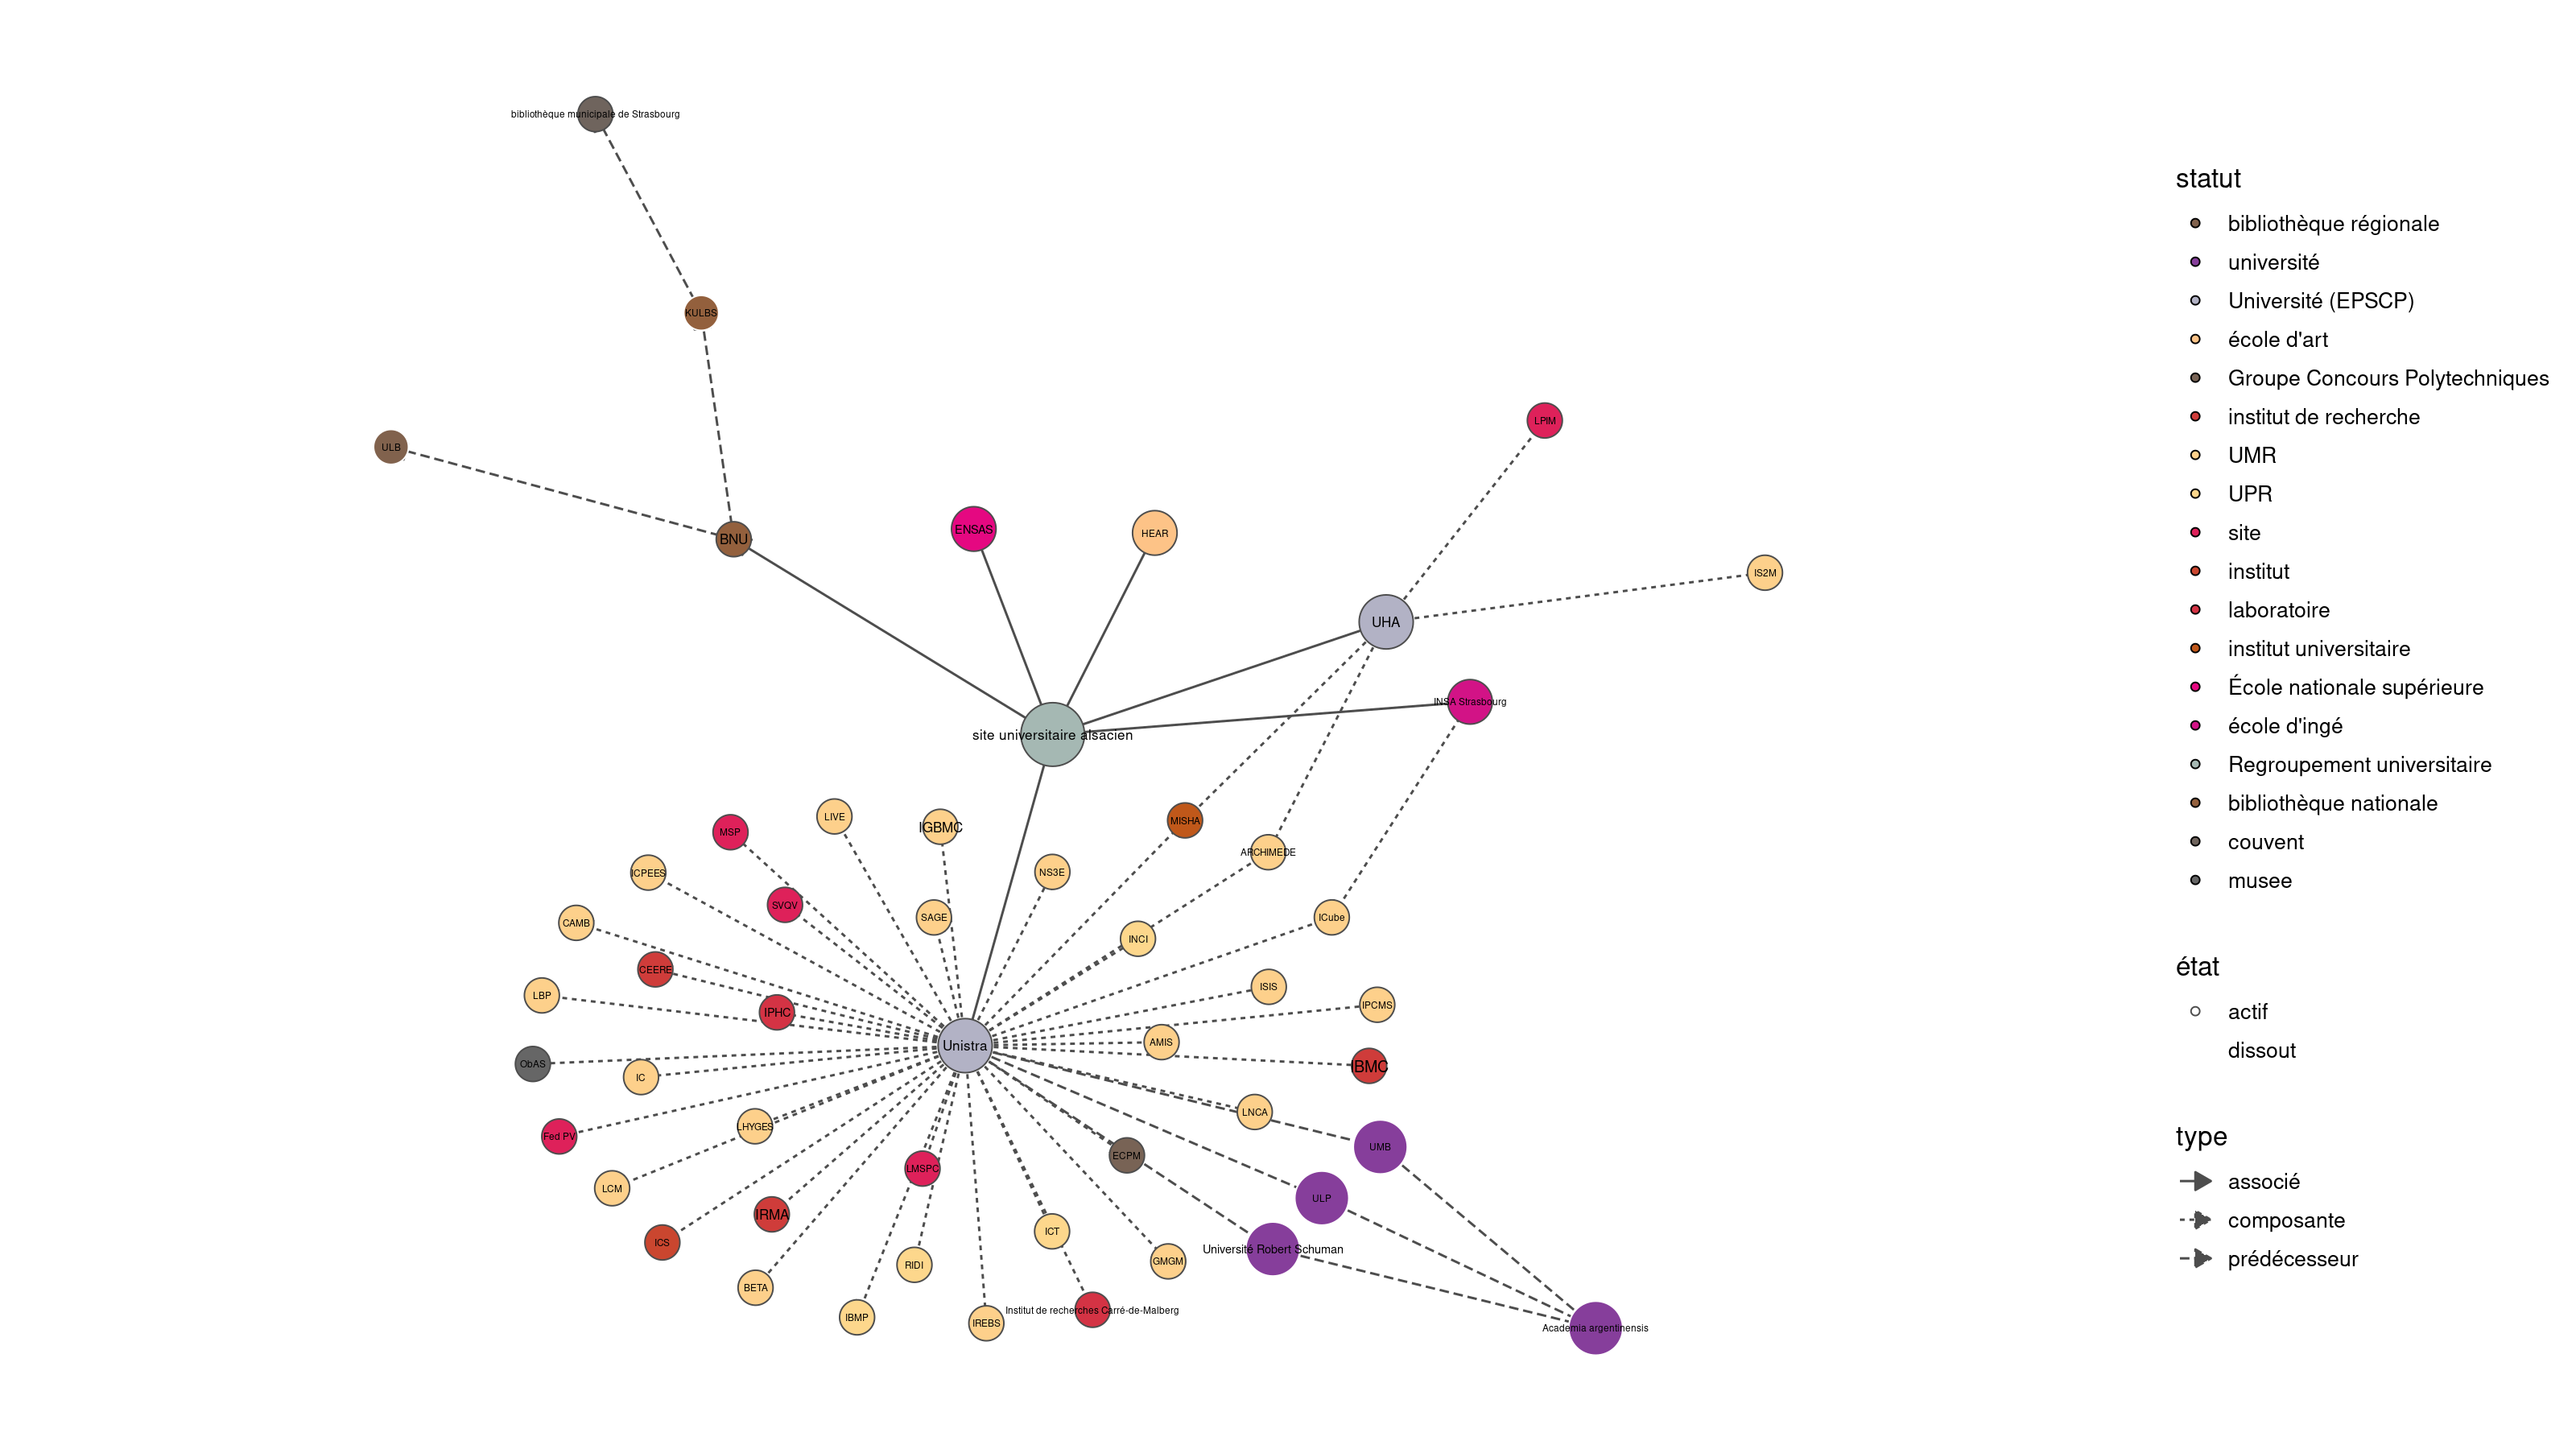 bibliothèque municipale de Strasbourg
KULBS
ULB
BNU
ENSAS
HEAR
LPIM
IS2M
UHA
INSA Strasbourg
site universitaire alsacien
MSP
LIVE
IGBMC
MISHA
ARCHIMEDE
ICPEES
NS3E
SVQV
SAGE
CAMB
ICube
INCI
CEERE
ISIS
LBP
IPCMS
IPHC
Unistra
AMIS
ObAS
IBMC
IC
LNCA
Fed PV
LHYGES
UMB
ECPM
LMSPC
LCM
ULP
IRMA
ICT
ICS
Université Robert Schuman
RIDI
GMGM
BETA
Institut de recherches Carré-de-Malberg
IBMP
IREBS
Academia argentinensis
statut
bibliothèque régionale
université
Université (EPSCP)
école d'art
Groupe Concours Polytechniques
institut de recherche
UMR
UPR
site
institut
laboratoire
institut universitaire
École nationale supérieure
école d'ingé
Regroupement universitaire
bibliothèque nationale
couvent
musee
état
actif
dissout
type
associé
composante
prédécesseur